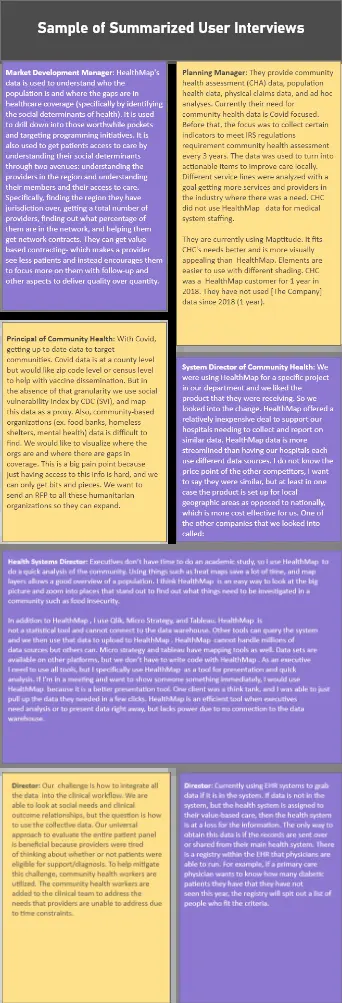 Sample of Summarized User Interviews
Market Development Manager: HealthMap's
data is used to understand who the
population is and where the gaps are in
healthcare coverage (specifically by identifying
the social determinants of health). It is used
to drill down into those worthwhile pockets
and targeting programming initiatives. It is
also used to get patients access to care by
understanding their social determinants
through two avenues: understanding the
providers in the region and understanding
their members and their access to care.
Specifically, finding the region they have
jurisdiction over, getting a total number of
providers, finding out what percentage of
them are in the network, and helping them
get network contracts. They can get value
based contracting- which makes a provider
see less patients and instead encourages them
to focus more on them with follow-up and
other aspects to deliver quality over quantity.
Planning Manager: They provide community
health assessment (CHA) data, population
health data, physical claims data, and ad hoc
analyses. Currently their need for
community health data is Covid focused.
Before that, the focus was to collect certain
indicators to meet IRS regulations
requirement community health assessment
every 3 years. The data was used to turn into
actionable items to improve care locally.
Different service lines were analyzed with a
goal getting more services and providers in
the industry where there was a need. CHC
did not use HealthMap data for medical
system staffing.
They are currently using Maptitude. It fits
CHC's needs better and is more visually
appealing than HealthMap. Elements are
easier to use with different shading. CHC
was a HealthMap customer for 1 year in
2018. They have not used [The Company]
data since 2018 (1 year).
Principal of Community Health: With Covid,
getting up to date data to target
communities. Covid data is at a county level
but would like zip code level or census level
to help with vaccine dissemination. But in
the absence of that granularity we use social
vulnerability Index by CDC (SVI), and map
this data as a proxy. Also, community-based
organizations (ex. food banks, homeless
shelters, mental health) data is difficult to
find. We would like to visualize where the
orgs are and where there are gaps in
coverage. This is a big pain point because
just having access to this info is hard, and we
can only get bits and pieces. We want to
send an RFP to all these humanitarian
organizations so they can expand.
System Director of Community Health: We
were using HealthMap for a specific project
in our department and we liked the
product that they were receiving. So we
looked into the change. HealthMap offered a
relatively inexpensive deal to support our
hospitals needing to collect and report on
similar data. HealthMap data is more
streamlined than having our hospitals each
use different data sources. I do not know the
price point of the other competitors, I want
to say they were similar, but at least in one
case the product is set up for local
geographic areas as opposed to nationally,
which is more cost effective for us. One of
the other companies that we looked into
called:
Health Systems Director: Executives don't have time to do an academic study, so I use HealthMap to
do a quick analysis of the community. Using things such as heat maps save a lot of time, and map
layers allows a good overview of a population. I think HealthMap is an easy way to look at the big
picture and zoom into places that stand out to find out what things need to be investigated in a
community such as food insecurity.
In addition to HealthMap , I use Qlik, Micro Strategy, and Tableau. HealthMap is
not a statistical tool and cannot connect to the data warehouse. Other tools can query the system
and we then use that data to upload to HealthMap . HealthMap cannot handle millions of
data sources but others can. Micro strategy and tableau have mapping tools as well. Data sets are
available on other platforms, but we don't have to write code with HealthMap . As an executive
I need to use all tools, but I specifically use HealthMap as a tool for presentation and quick
analysis. If I'm in a meeting and want to show someone something immediately, I would use
HealthMap because it is a better presentation tool. One client was a think tank, and I was able to just
pull up the data they needed in a few clicks. HealthMap is an efficient tool when executives
need analysis or to present data right away, but lacks power due to no connection to the data
warehouse.
Director: Our challenge is how to integrate all
the data into the clinical workflow. We are
able to look at social needs and clinical
outcome relationships, but the question is how
to use the collective data. Our universal
approach to evaluate the entire patient panel
is beneficial because providers were tired
of thinking about whether or not patients were
eligible for support/diagnosis. To help mitigate
this challenge, community health workers are
utilized. The community health workers are
added to the clinical team to address the
needs that providers are unable to address due
to time constraints.
Director: Currently using EHR systems to grab
data if it is in the system. If data is not in the
system, but the health system is assigned to
their value-based care, then the health system
is at a loss for the information. The only way to
obtain this data is if the records are sent over
or shared from their main health system. There
is a registry within the EHR that physicians are
able to run. For example, if a primary care
physician wants to know how many diabetic
patients they have that they have not
seen this year, the registry will spit out a list of
people who fit the criteria.